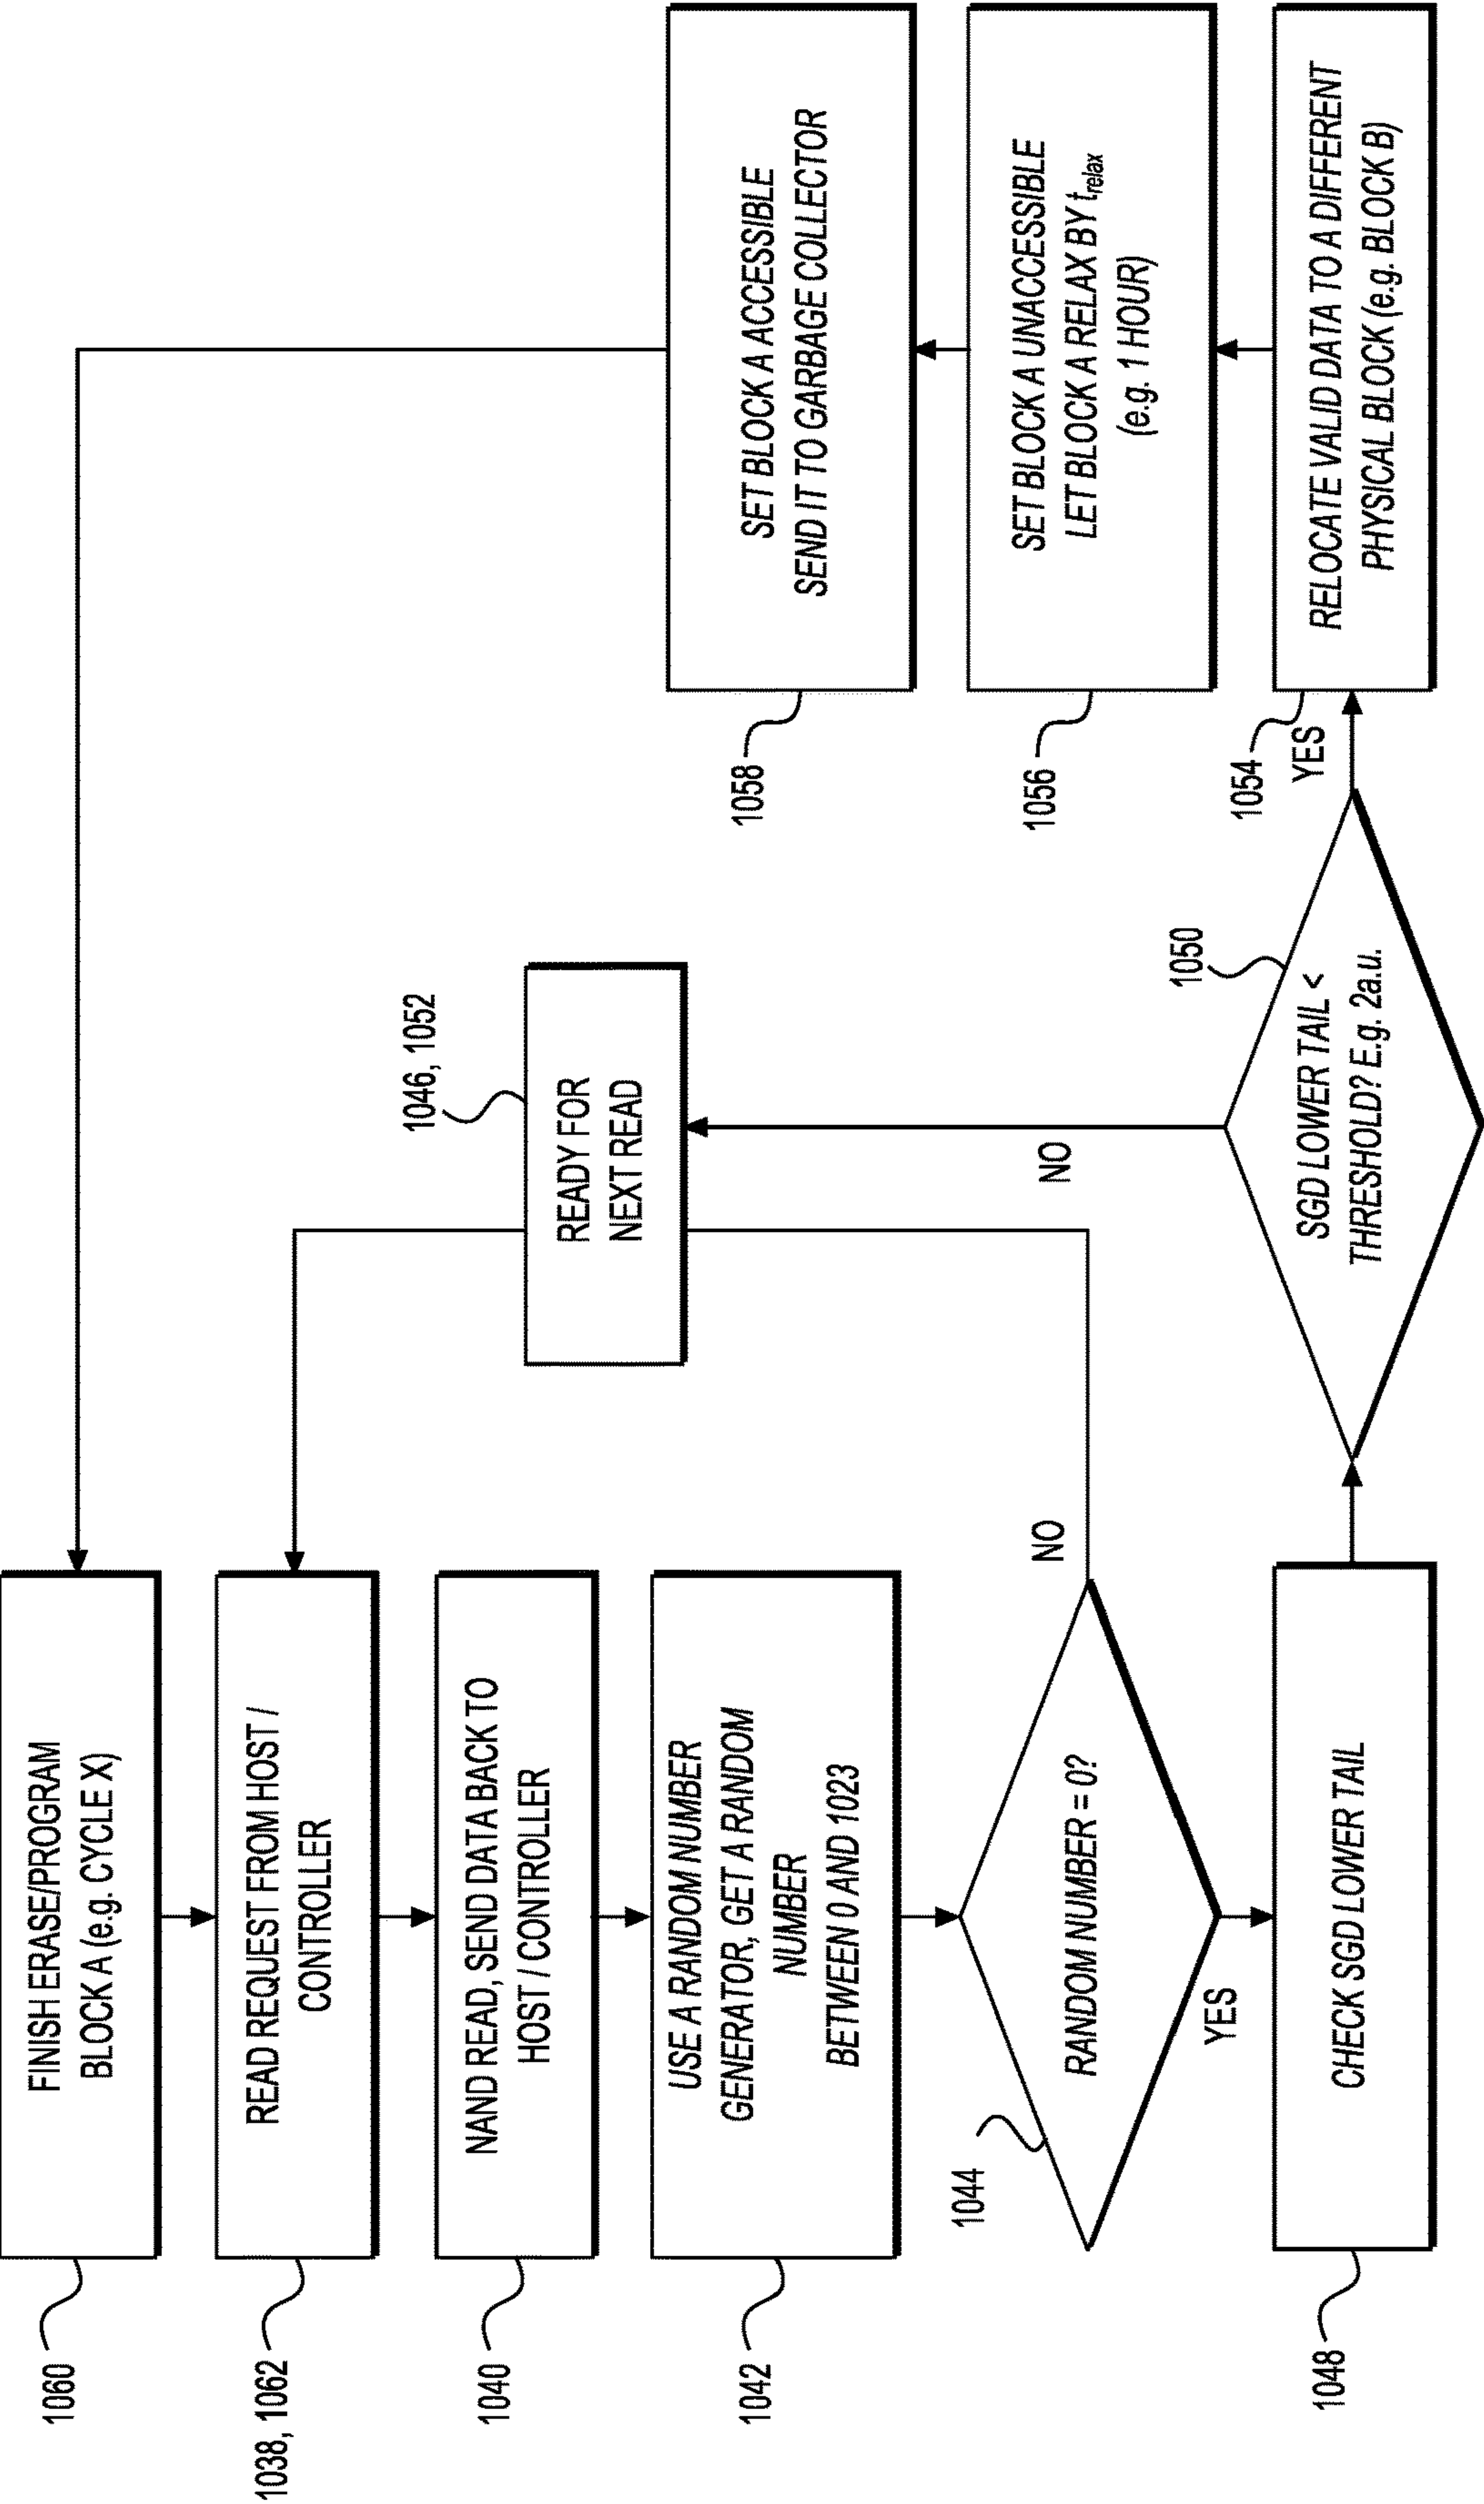 1060
FINISH ERASE/PROGRAM
BLOCK A (e.g. CYCLE X)
1038, 1062
READ REQUEST FROM HOST /
CONTROLLER
1040
NAND READ, SEND DATA BACK TO
HOST / CONTROLLER
1042
USE A RANDOM NUMBER
GENERATOR, GET A RANDOM
NUMBER
BETWEEN 0 AND 1023
1044
RANDOM NUMBER = 0?
NO
YES
1048
CHECK SGD LOWER TAIL
1046, 1052
READY FOR
NEXT READ
NO
1050
SGD LOWER TAIL <
THRESHOLD? E.g. 2a.u.
YES
1058
SET BLOCK A ACCESSIBLE
SEND IT TO GARBAGE COLLECTOR
1056
SET BLOCK A UNACCESSIBLE
LET BLOCK A RELAX BY trelax
(e.g. 1 HOUR)
1054
RELOCATE VALID DATA TO A DIFFERENT
PHYSICAL BLOCK (e.g. BLOCK B)